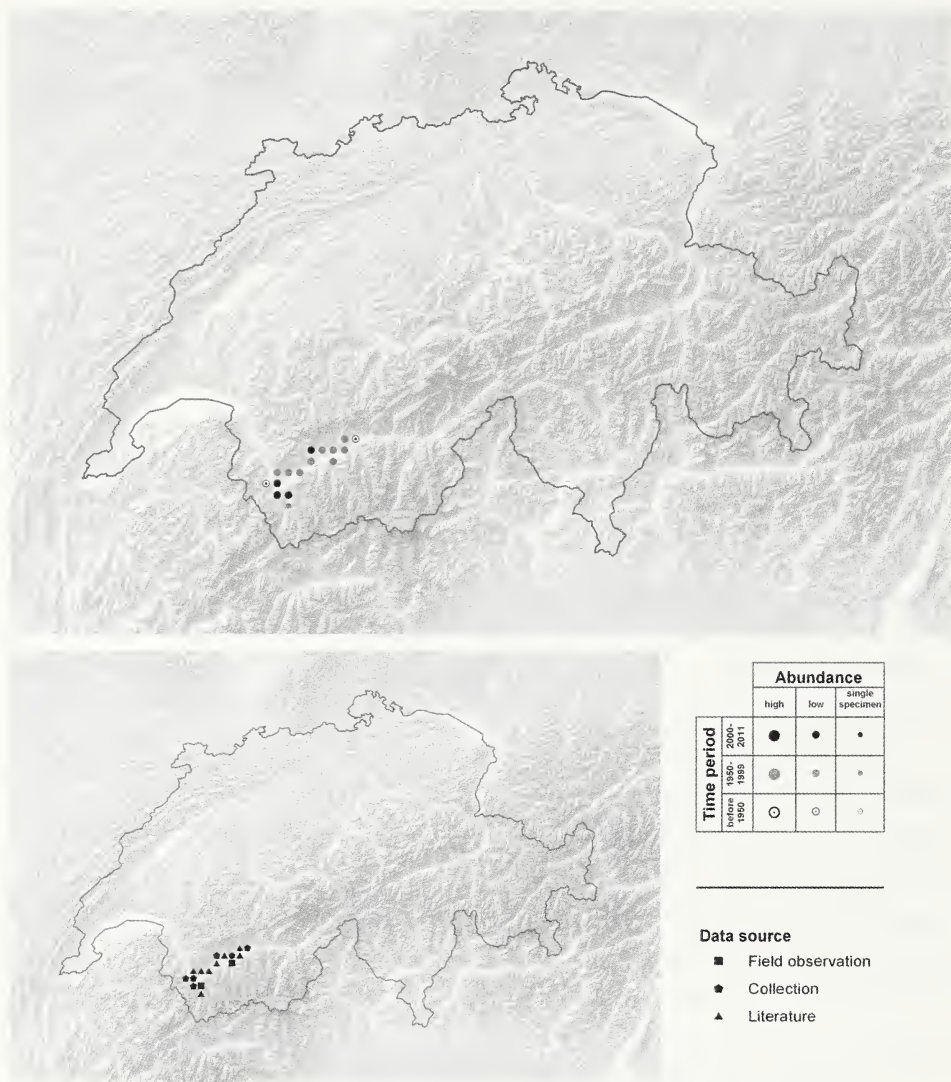 Abundance
high low single
specimen
Time period
2000-
2011
1950-
1999
before
1950
Data source
Field observation
Collection
Literature